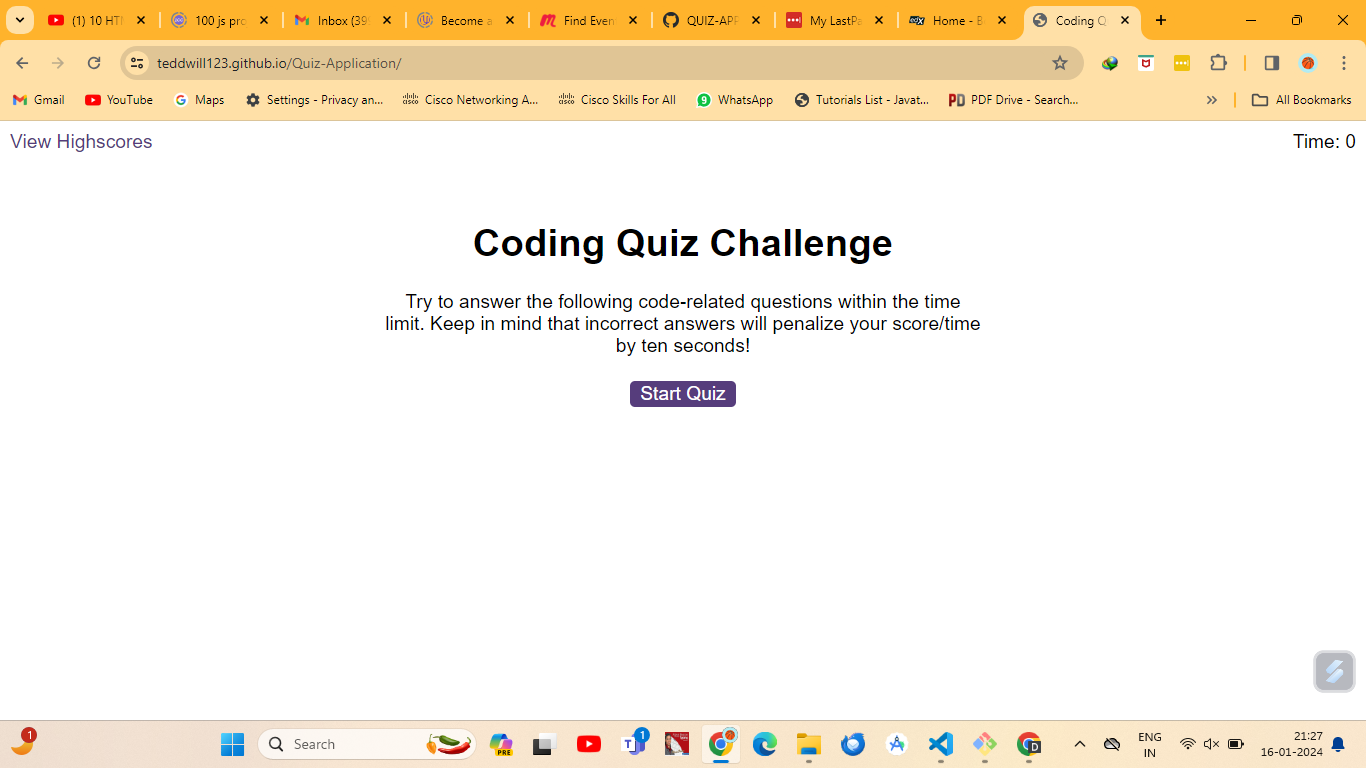 (1) 10 HTM
100 js pro
Inbox (39
Become a
Find Even
QUIZ-APP
My LastPa
Home - B
Coding Q
teddwill123.github.io/Quiz-Application/
Gmail
YouTube
Maps
Settings - Privacy an...
Cisco Networking A...
Cisco Skills For All
WhatsApp
Tutorials List - Javat...
PDF Drive - Search...
All Bookmarks
View Highscores
Time: 0
Coding Quiz Challenge
Try to answer the following code-related questions within the time
limit. Keep in mind that incorrect answers will penalize your score/time
by ten seconds!
Start Quiz
1
Search
PRE
1
ENG
IN
21:27
16-01-2024